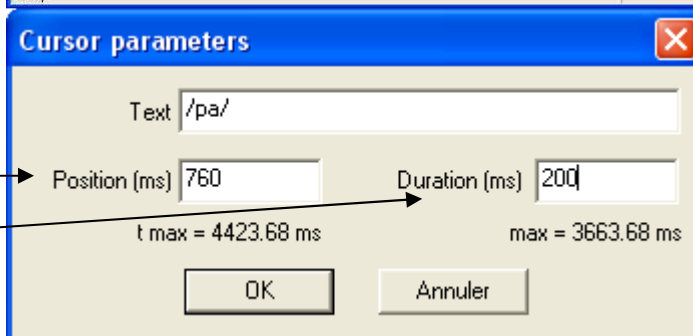 Cursor parameters
Text /pa/
Position (ms) 760 Duration (ms) 200
t max = 4423.68 ms max = 3663.68 ms
OK Annuler